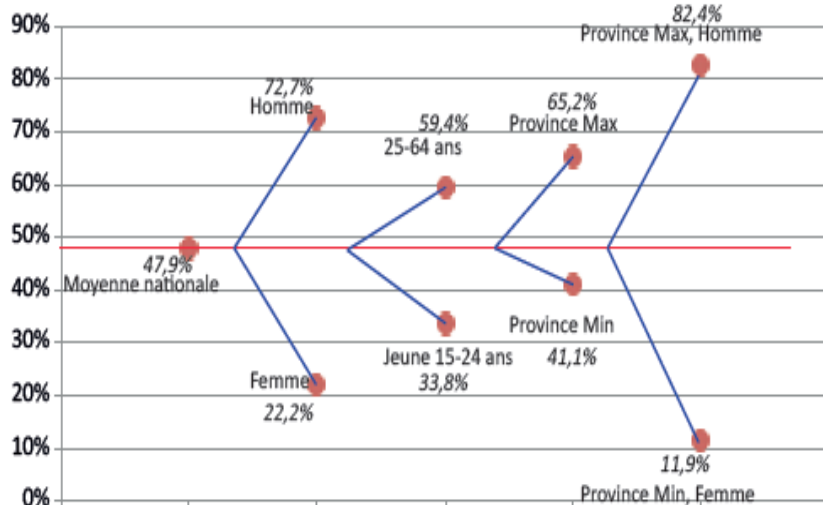 90%
80%
70%
60%
50%
40%
30%
20%
10%
0%
47,9%
Moyenne nationale
72,7%
Homme
Femme
22,2%
59,4%
25-64 ans
Jeune 15-24 ans
33,8%
65,2%
Province Max
Province Min
41,1%
82,4%
Province Max, Homme
11,9%
Province Min, Femme